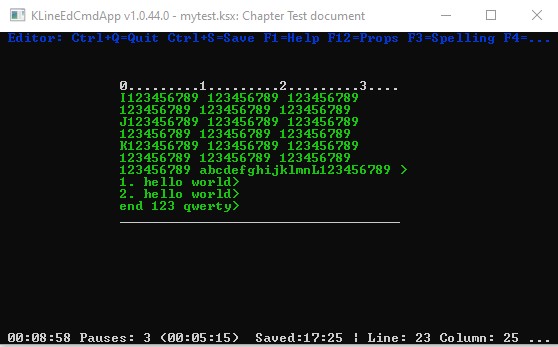 KLineEdCmdApp v1.0.44.0 - mytest.ksx: Chapter Test document
Editor: Ctrl+Q=Quit Ctrl+S=Save F1=Help F12=Props F3=Spelling F4=...
0.........1.........2.........3....
I123456789 123456789 123456789
123456789 123456789 123456789
J123456789 123456789 123456789
123456789 123456789 123456789
K123456789 123456789 123456789
123456789 123456789 123456789
123456789 abcdefghijklmnL123456789 >
1. hello world>
2. hello world>
end 123 qwerty>
00:08:58 Pauses: 3 (00:05:15) Saved:17:25 ¦ Line: 23 Column: 25 ...